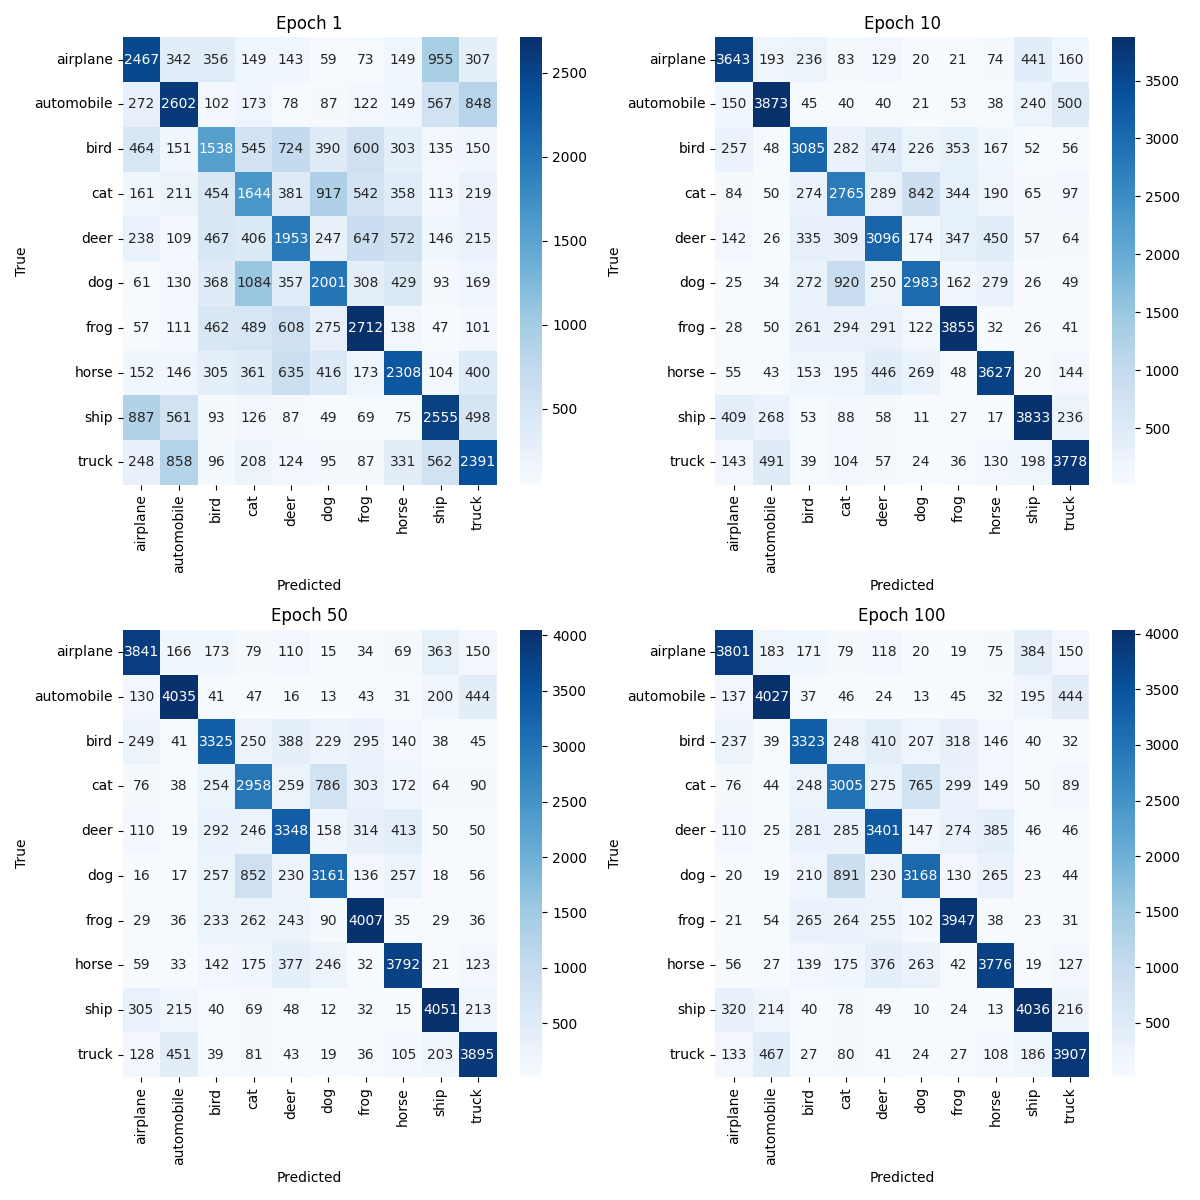 Epoch 1
airplane 2467 342 356 149 143 59 73 149 955 307
automobile 272 2602 102 173 78 87 122 149 567 848
bird 464 151 1538 545 724 390 600 303 135 150
cat 161 211 454 1644 381 917 542 358 113 219
deer 238 109 467 406 1953 247 647 572 146 215
dog 61 130 368 1084 357 2001 308 429 93 169
frog 57 111 462 489 608 275 2712 138 47 101
horse 152 146 305 361 635 416 173 2308 104 400
ship 887 561 93 126 87 49 69 75 2555 498
truck 248 858 96 208 124 95 87 331 562 2391
airplane automobile bird cat deer dog frog horse ship truck
Predicted
True
2500
2000
1500
1000
500
Epoch 10
airplane 3643 193 236 83 129 20 21 74 441 160
automobile 150 3873 45 40 40 21 53 38 240 500
bird 257 48 3085 282 474 226 353 167 52 56
cat 84 50 274 2765 289 842 344 190 65 97
deer 142 26 335 309 3096 174 347 450 57 64
dog 25 34 272 920 250 2983 162 279 26 49
frog 28 50 261 294 291 122 3855 32 26 41
horse 55 43 153 195 446 269 48 3627 20 144
ship 409 268 53 88 58 11 27 17 3833 236
truck 143 491 39 104 57 24 36 130 198 3778
airplane automobile bird cat deer dog frog horse ship truck
Predicted
True
3500
3000
2500
2000
1500
1000
500
Epoch 50
airplane 3841 166 173 79 110 15 34 69 363 150
automobile 130 4035 41 47 16 13 43 31 200 444
bird 249 41 3325 250 388 229 295 140 38 45
cat 76 38 254 2958 259 786 303 172 64 90
deer 110 19 292 246 3348 158 314 413 50 50
dog 16 17 257 852 230 3161 136 257 18 56
frog 29 36 233 262 243 90 4007 35 29 36
horse 59 33 142 175 377 246 32 3792 21 123
ship 305 215 40 69 48 12 32 15 4051 213
truck 128 451 39 81 43 19 36 105 203 3895
airplane automobile bird cat deer dog frog horse ship truck
Predicted
True
4000
3500
3000
2500
2000
1500
1000
500
Epoch 100
airplane 3801 183 171 79 118 20 19 75 384 150
automobile 137 4027 37 46 24 13 45 32 195 444
bird 237 39 3323 248 410 207 318 146 40 32
cat 76 44 248 3005 275 765 299 149 50 89
deer 110 25 281 285 3401 147 274 385 46 46
dog 20 19 210 891 230 3168 130 265 23 44
frog 21 54 265 264 255 102 3947 38 23 31
horse 56 27 139 175 376 263 42 3776 19 127
ship 320 214 40 78 49 10 24 13 4036 216
truck 133 467 27 80 41 24 27 108 186 3907
airplane automobile bird cat deer dog frog horse ship truck
Predicted
True
4000
3500
3000
2500
2000
1500
1000
500